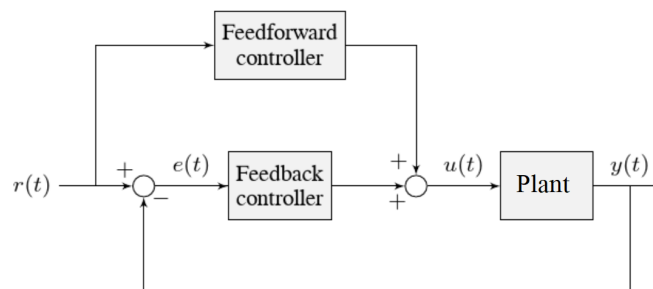 Feedforward
controller
r(t)
+
−
e(t)
Feedback
controller
+
+
u(t)
Plant
y(t)